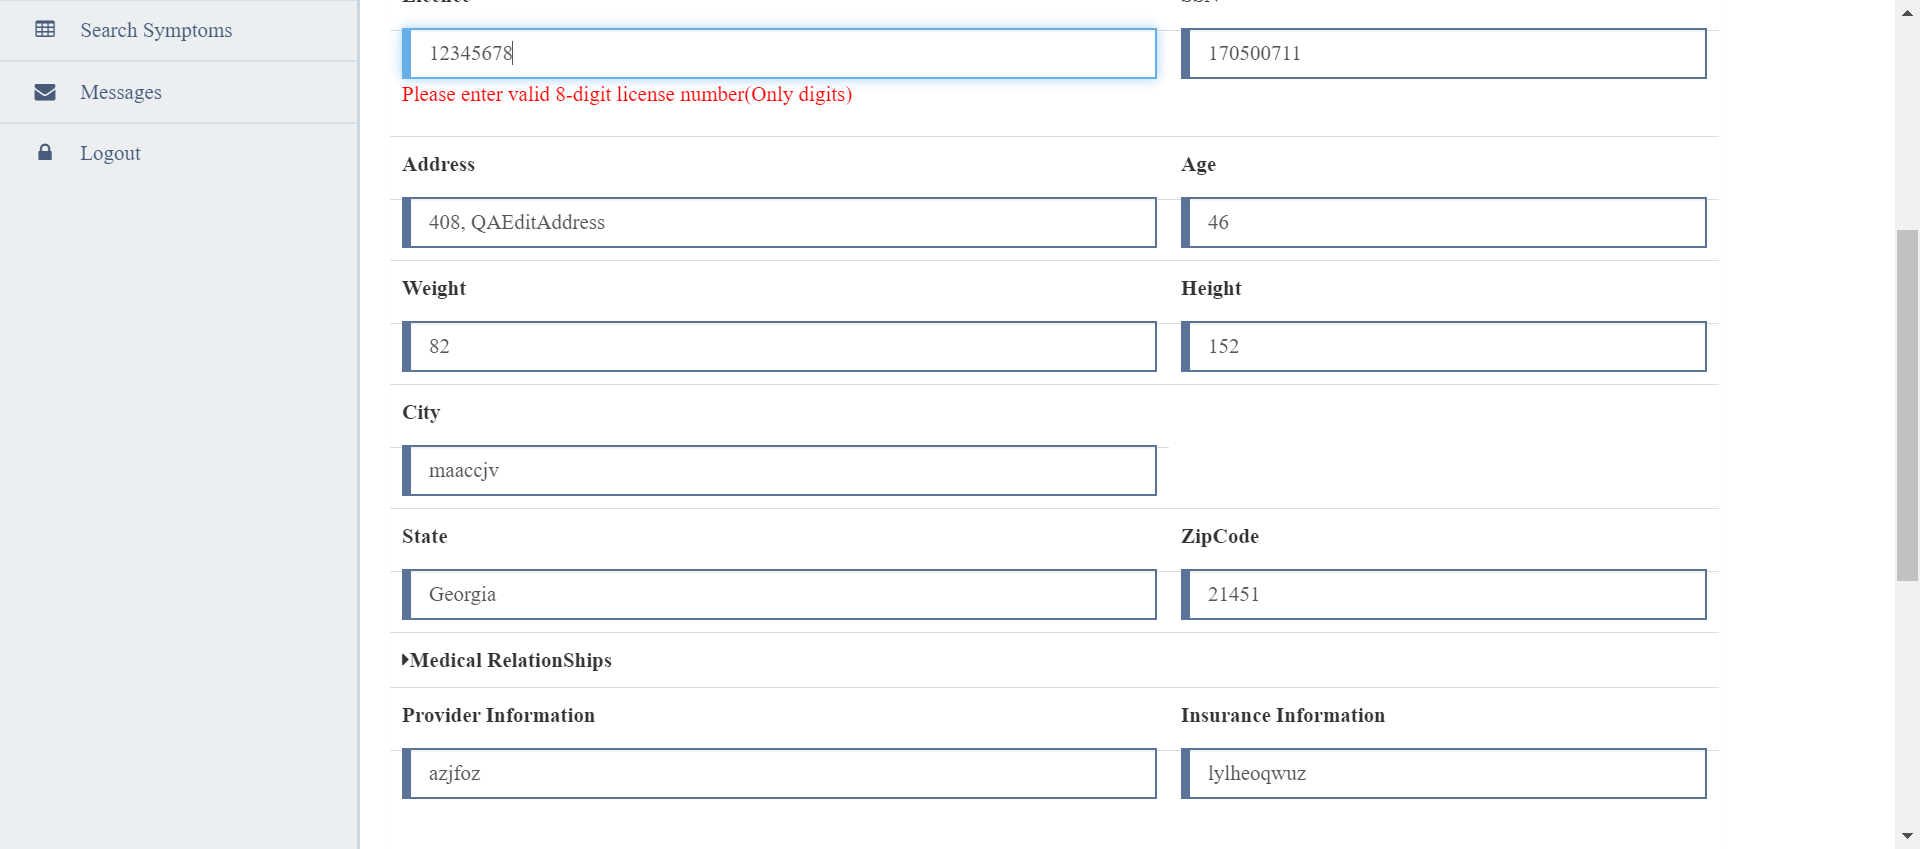 Search Symptoms
Messages
Logout
12345678
170500711
Please enter valid 8-digit license number(Only digits)
Address
Age
408, QAEditAddress
46
Weight
Height
82
152
City
maaccjv
State
ZipCode
Georgia
21451
Medical RelationShips
Provider Information
Insurance Information
azjfoz
lylheoqwuz